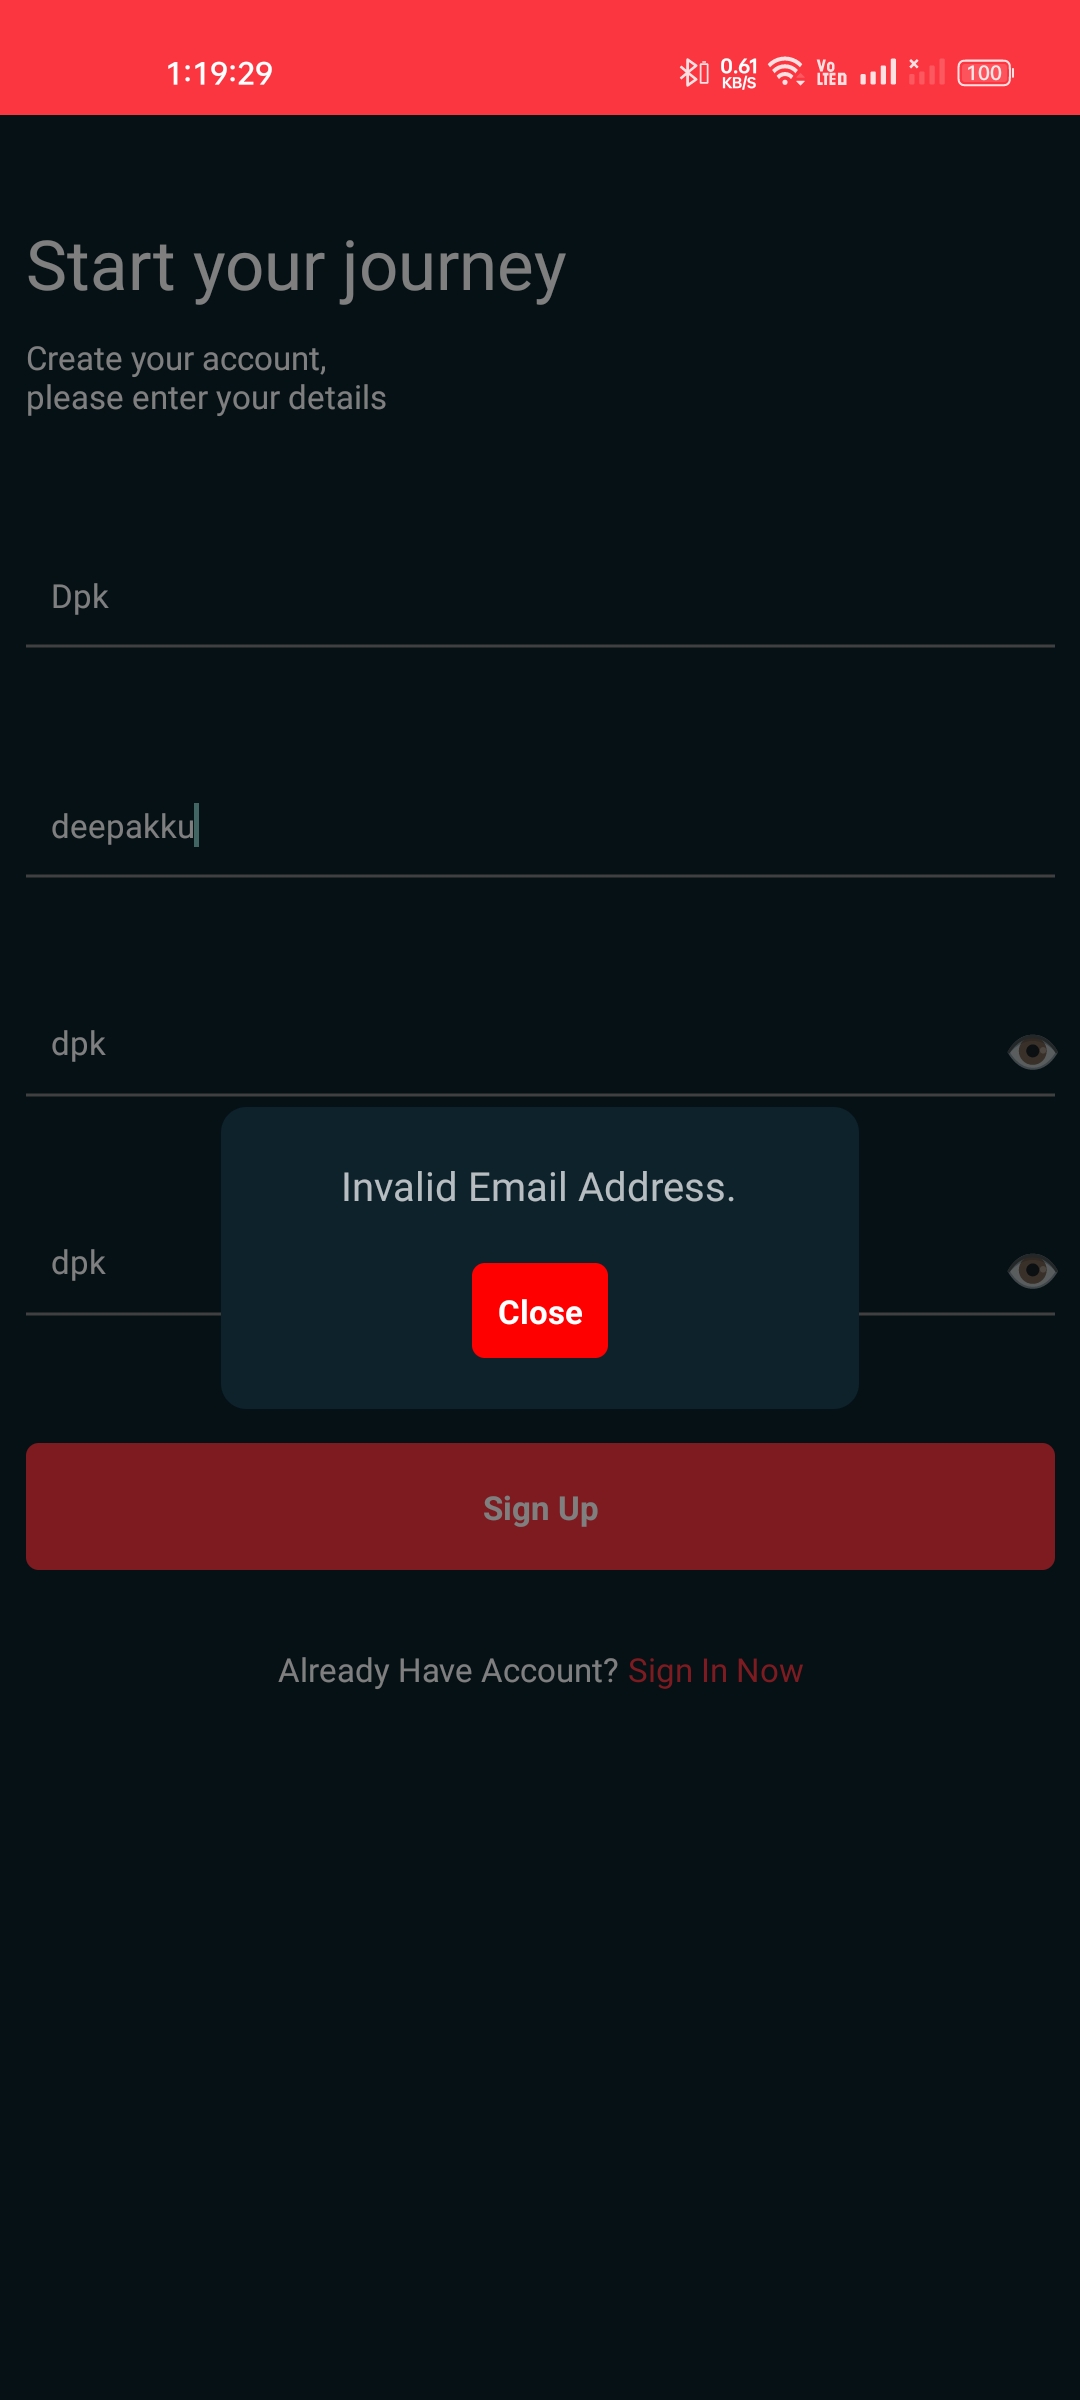 1:19:29
0.61
KB/S
Vo
LTED
100
Start your journey
Create your account,
please enter your details
Dpk
deepakku
dpk
Invalid Email Address.
dpk
Close
Sign Up
Already Have Account? Sign In Now